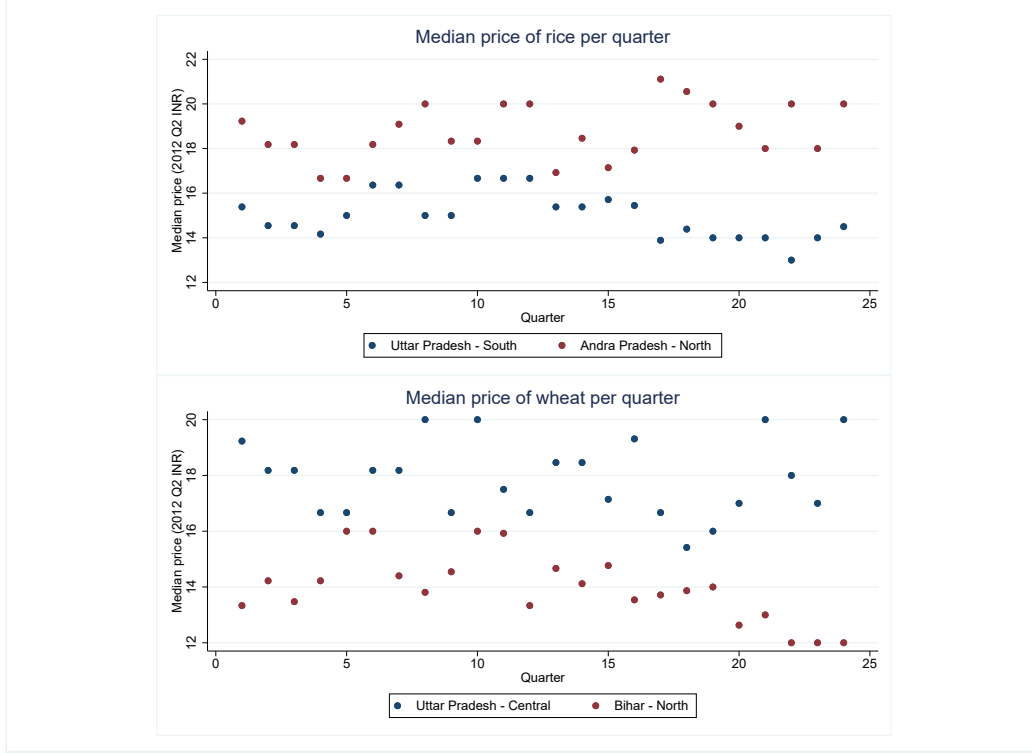 Median price of rice per quarter
Median price (2012 Q2 INR)
22
20
18
16
14
12
0 5 10 15 20 25
Quarter
Uttar Pradesh - South Andra Pradesh - North
Median price of wheat per quarter
Median price (2012 Q2 INR)
20
18
16
14
12
0 5 10 15 20 25
Quarter
Uttar Pradesh - Central Bihar - North